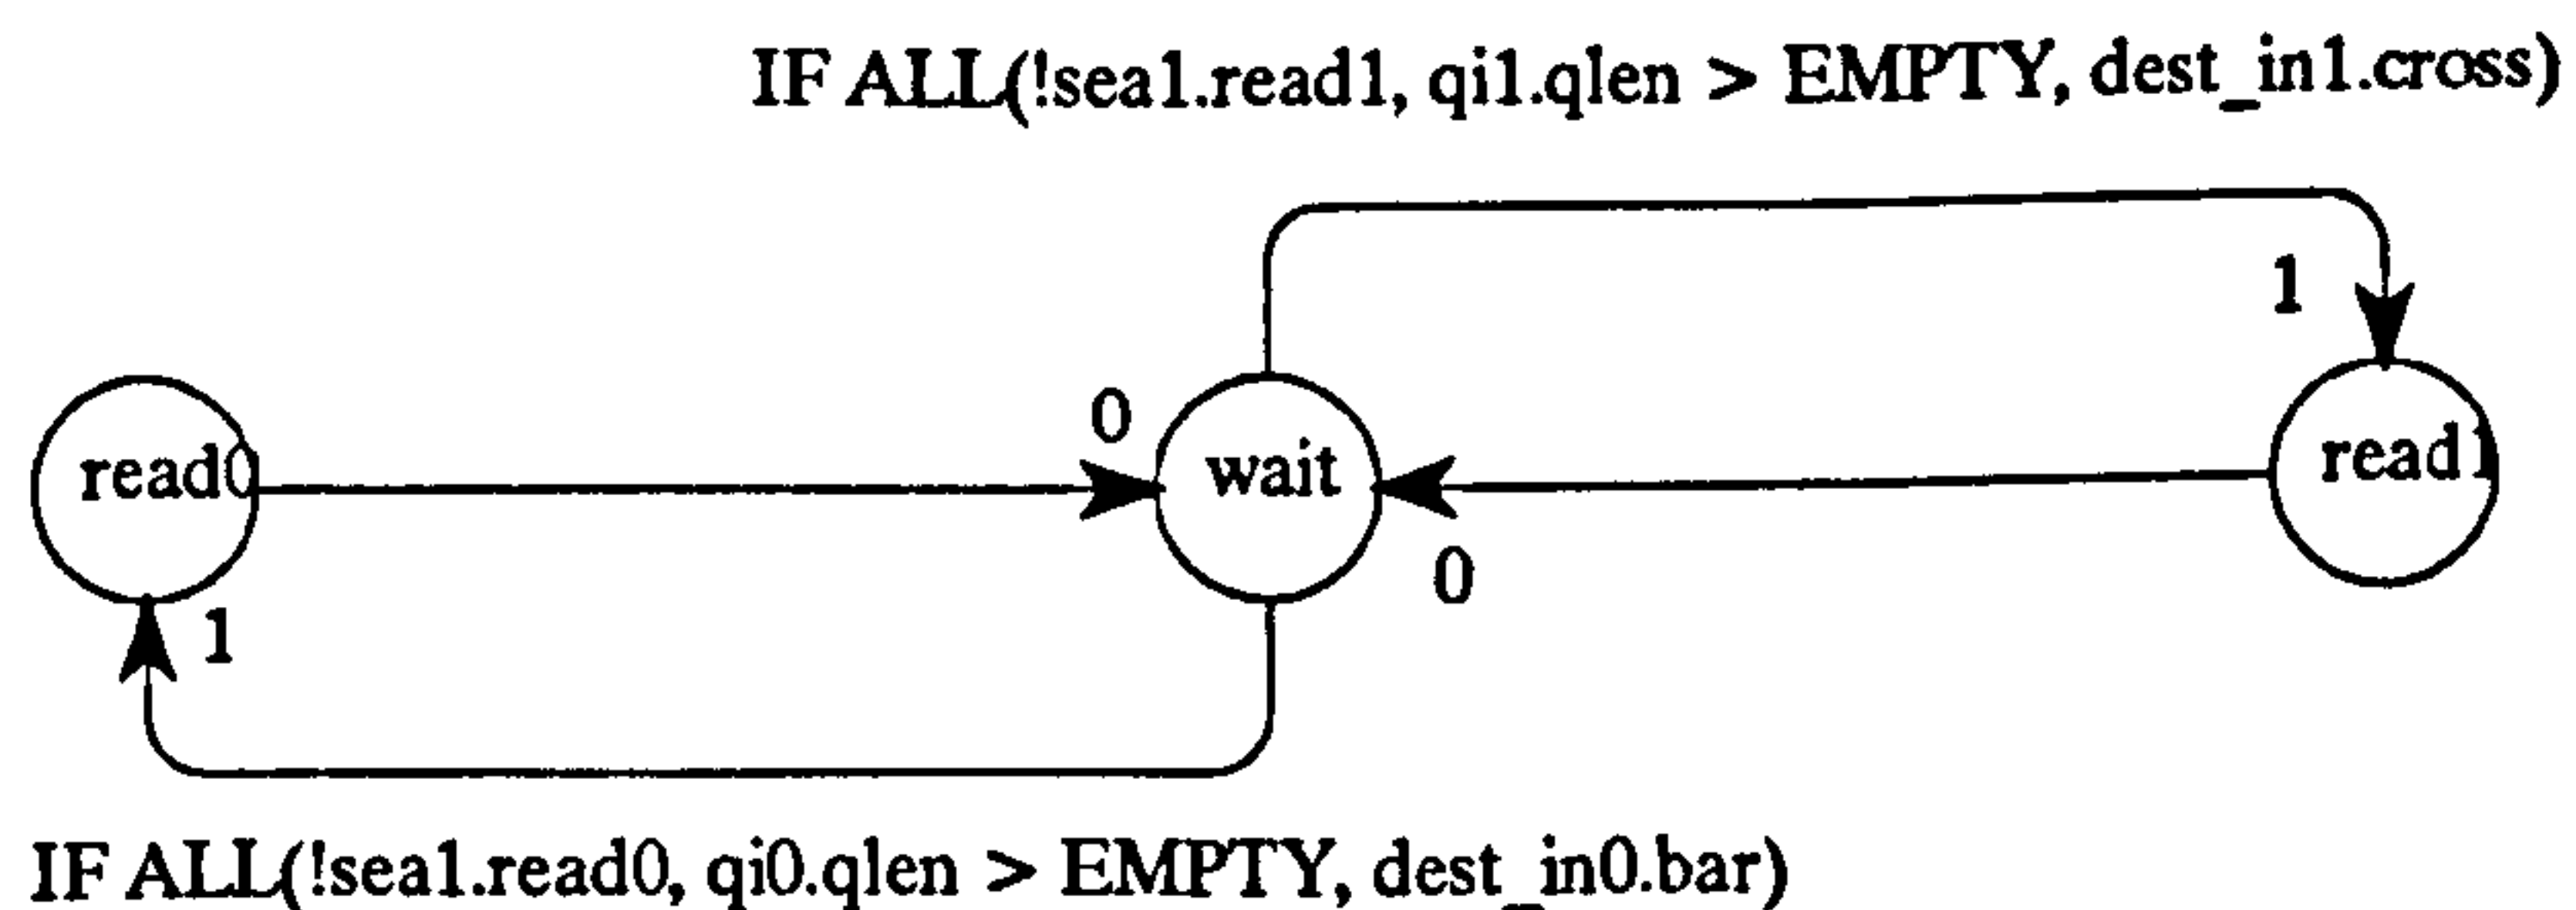 IF ALL(!sea1.read1, qi1.qlen > EMPTY, dest_in1.cross)
1
0
read0
wait
read1
0
1
IF ALL(!sea1.read0, qi0.qlen > EMPTY, dest_in0.bar)